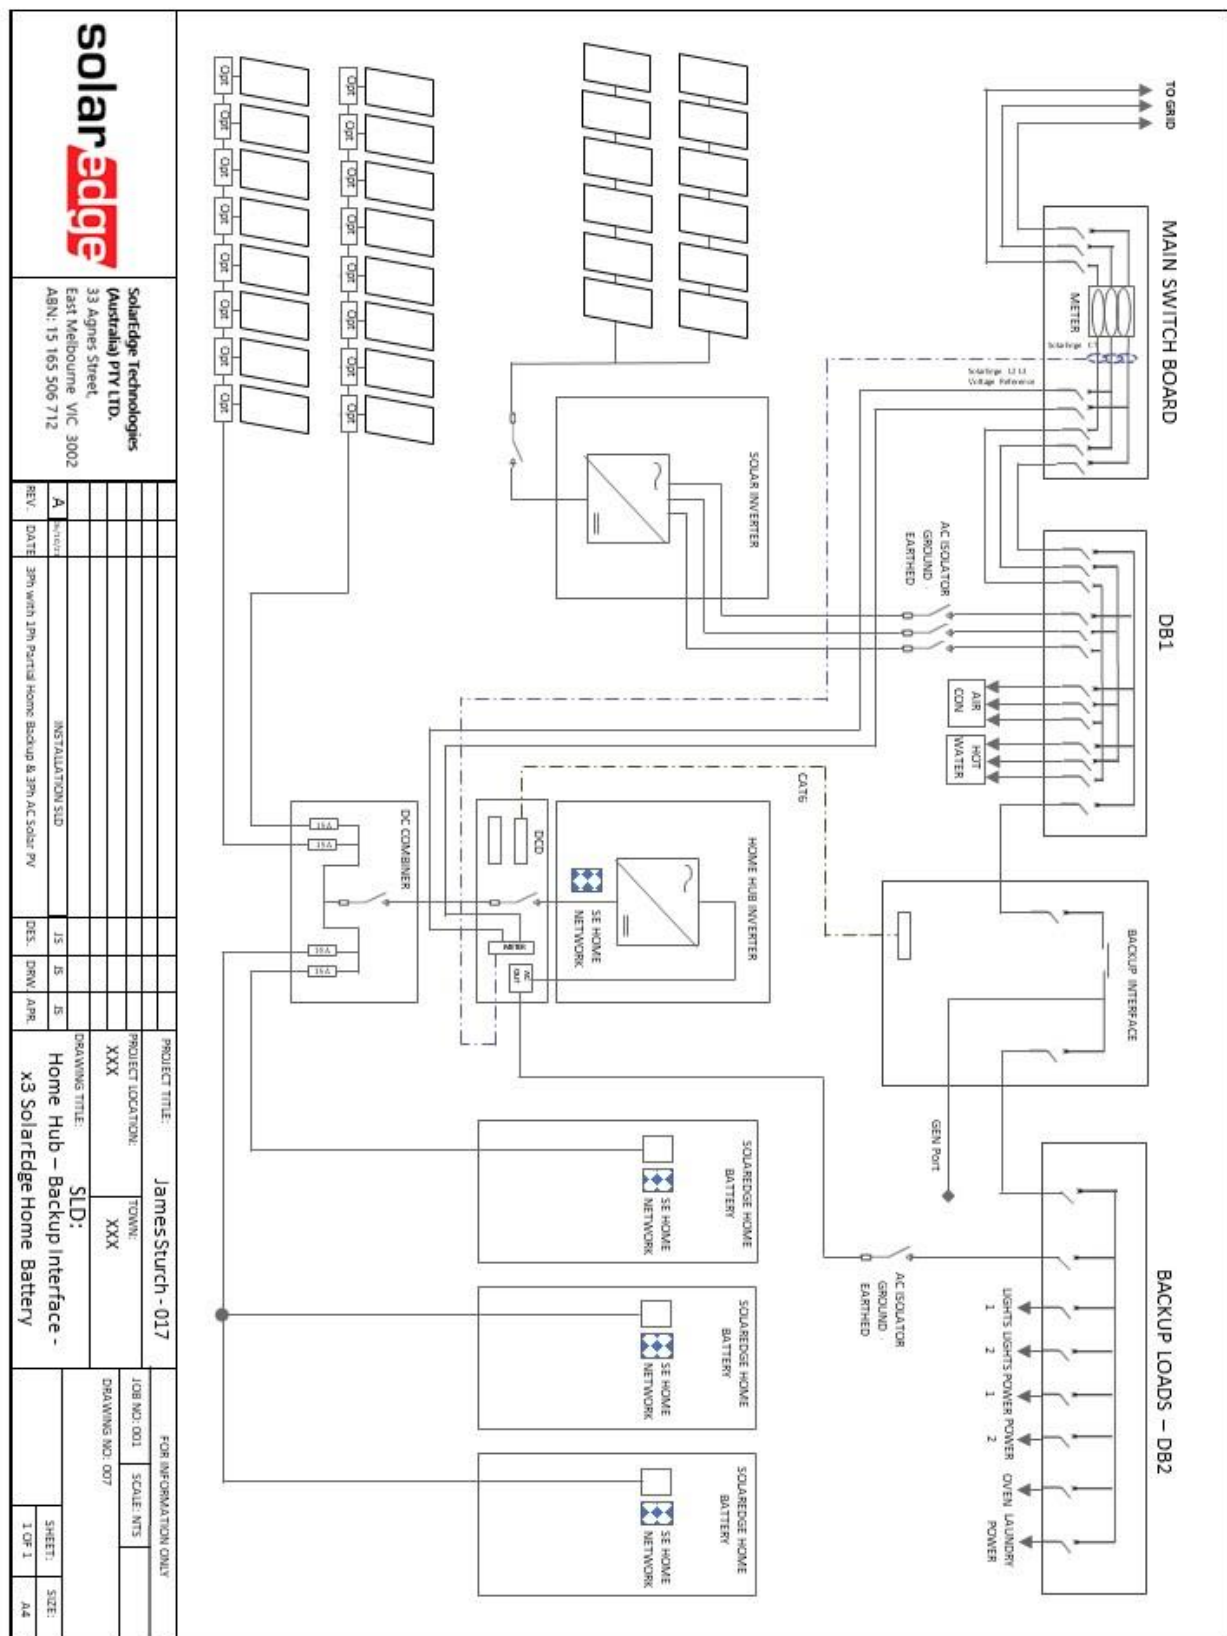 TO GRID
MAIN SWITCH BOARD
METER
Voltage Reference
DB1
AC ISOLATOR
GROUND .
EARTHED
AIR
CON
HOT
WATER
BACKUP INTERFACE
GEN Port
BACKUP LOADS – DB2
LIGHTS LIGHTS POWER POWER OVEN LAUNDRY
1 2 1 2 POWER
AC ISOLATOR
GROUND .
EARTHED
SOLAR INVERTER
CAT6
HOME HUB INVERTER
SE HOME
NETWORK
DCD
METER
AC
OUT
DC COMBINER
15A
15A
SOLAREDGE HOME
BATTERY
SE HOME
NETWORK
SOLAREDGE HOME
BATTERY
SE HOME
NETWORK
SOLAREDGE HOME
BATTERY
SE HOME
NETWORK
Opt Opt Opt Opt Opt Opt Opt Opt
Opt Opt Opt Opt Opt Opt Opt Opt
solaredge
SolarEdge Technologies
(Australia) PTY LTD.
33 Agnes Street,
East Melbourne VIC 3002
ABN: 15 165 506 712
A INSTALLATION SLD JS JS JS
REV. DATE 3Ph with 1Ph Partial Home Backup & 3Ph AC Solar PV DES. DRW. APR.
PROJECT TITLE: James Sturch - 017
PROJECT LOCATION: XXX
TOWN: XXX
DRAWING TITLE:
SLD:
Home Hub – Backup Interface -
x3 SolarEdge Home Battery
FOR INFORMATION ONLY
JOB NO: 001
SCALE: NTS
DRAWING NO: 007
SHEET: 1 OF 1
SIZE: A4